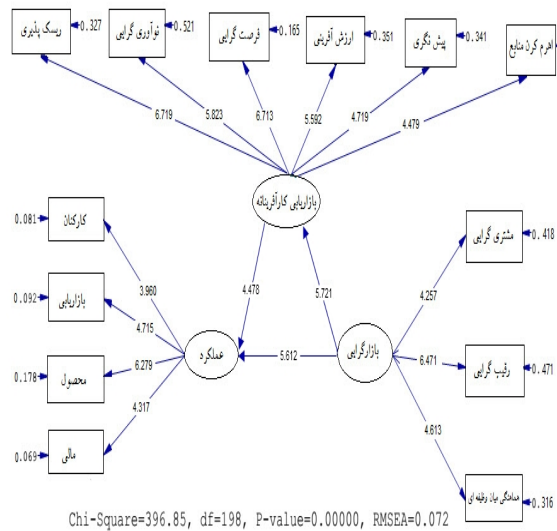 0.327
ریسک پذیری
0.521
نوآوری گرایی
0.165
فرصت گرایی
0.351
ارزش آفرینی
0.341
پیش نگری
اهرم کرن منابع
6.719
5.823
6.713
5.592
4.719
4.479
بازاریابی کارآفرینانه
0.081
کارکنان
0.092
بازاریابی
0.178
محصول
0.069
مالی
3.960
4.715
6.279
4.317
عملکرد
4.478
5.721
5.612
بازارگرایی
4.257
6.471
4.613
مشتری گرایی
0.418
رقیب گرایی
0.471
هماهنگی میان وظیفه ای
0.316
Chi-Square=396.85, df=198, P-value=0.00000, RMSEA=0.072